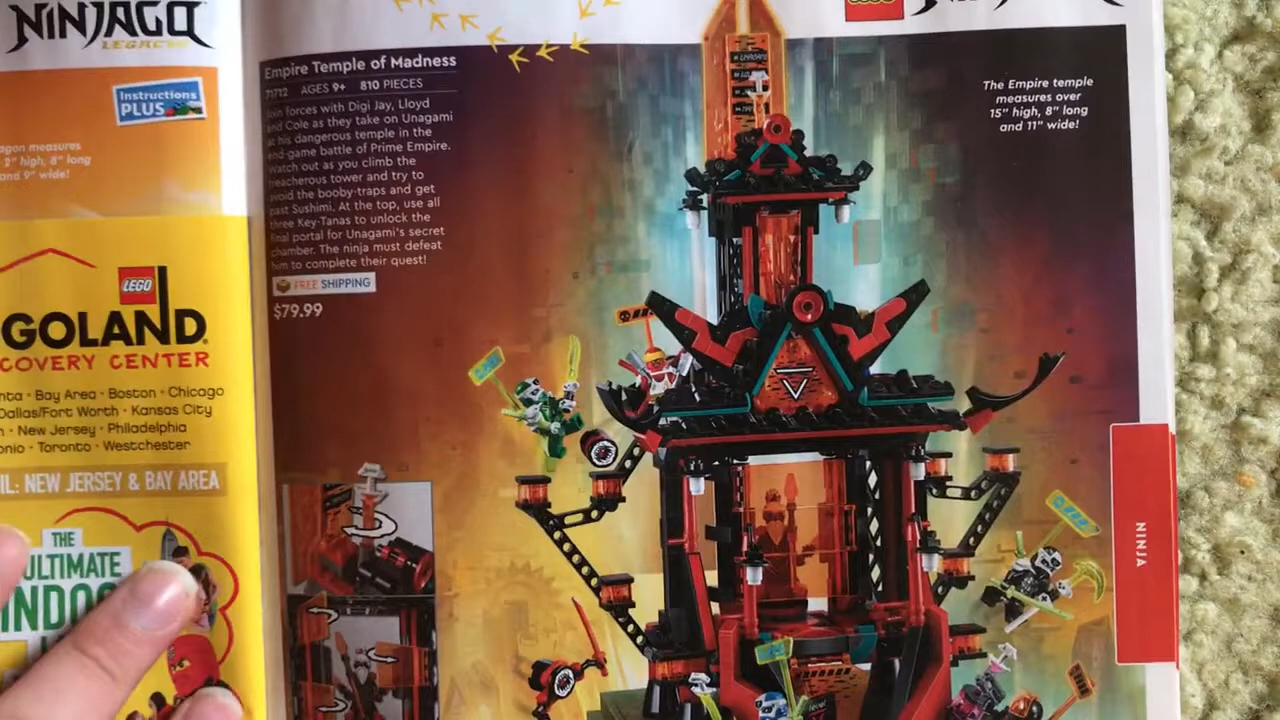 NINJAGO
LEGACY
Instructions
PLUS
agon measures
2" high, 8" long
and 9" wide!
LEGO
GOLAND
COVERY CENTER
nta · Bay Area · Boston · Chicago
Dallas/Fort Worth · Kansas City
· New Jersey · Philadelphia
onio · Toronto · Westchester
IL: NEW JERSEY & BAY AREA
THE
ULTIMATE
INDOO
Empire Temple of Madness
71712 AGES 9+ 810 PIECES
Join forces with Digi Jay, Lloyd
and Cole as they take on Unagami
at his dangerous temple in the
end-game battle of Prime Empire.
Watch out as you climb the
treacherous tower and try to
avoid the booby-traps and get
past Sushimi. At the top, use all
three Key-Tanas to unlock the
final portal for Unagami's secret
chamber. The ninja must defeat
him to complete their quest!
FREE SHIPPING
$79.99
The Empire temple
measures over
15" high, 8" long
and 11" wide!
NINJA